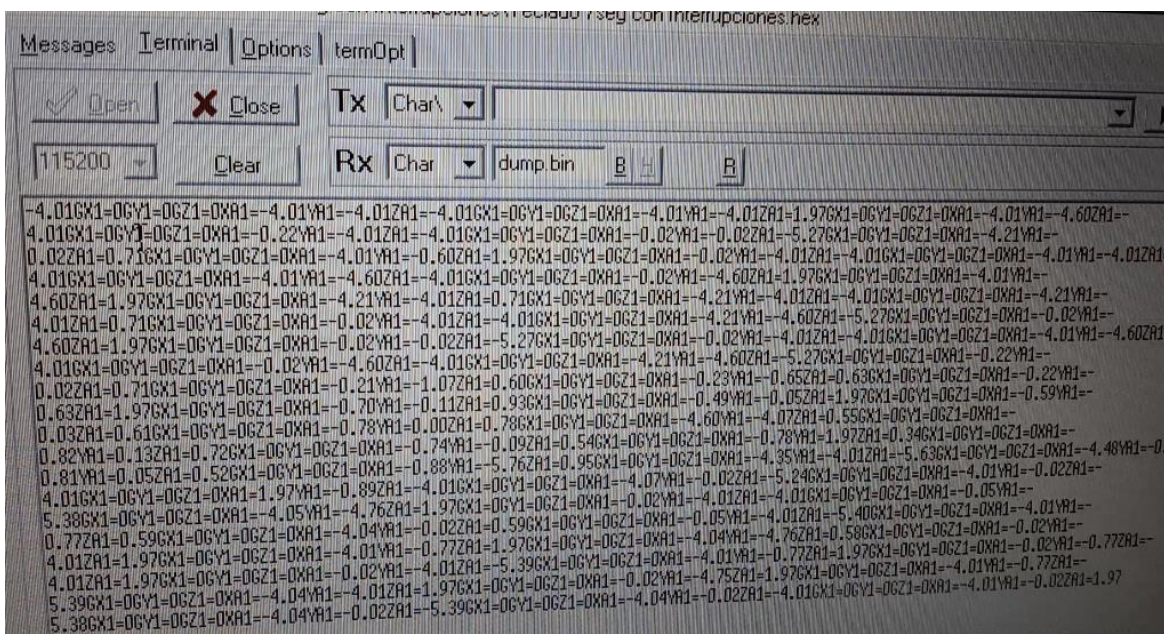 Interrupciones\Teclado 7seg con Interrupciones.hex
Messages Terminal Options termOpt
Open Close Tx Char\
115200 Clear Rx Char dump.bin B H R
-4.01GX1=0GY1=0GZ1=0XA1=-4.01YA1=-4.01ZA1=-4.01GX1=0GY1=0GZ1=0XA1=-4.01YA1=-4.01ZA1=1.97GX1=0GY1=0GZ1=0XA1=-4.01YA1=-4.60ZA1=-
4.01GX1=0GY1=0GZ1=0XA1=-0.22YA1=-4.01ZA1=-4.01GX1=0GY1=0GZ1=0XA1=-0.02YA1=-0.02ZA1=-5.27GX1=0GY1=0GZ1=0XA1=-4.21YA1=-
0.02ZA1=0.71GX1=0GY1=0GZ1=0XA1=-4.01YA1=-0.60ZA1=1.97GX1=0GY1=0GZ1=0XA1=-0.02YA1=-4.01ZA1=-4.01GX1=0GY1=0GZ1=0XA1=-4.01YA1=-4.01ZA1
4.01GX1=0GY1=0GZ1=0XA1=-4.01YA1=-4.60ZA1=-4.01GX1=0GY1=0GZ1=0XA1=-0.02YA1=-4.60ZA1=1.97GX1=0GY1=0GZ1=0XA1=-4.01YA1=-
4.60ZA1=1.97GX1=0GY1=0GZ1=0XA1=-4.21YA1=-4.01ZA1=0.71GX1=0GY1=0GZ1=0XA1=-4.21YA1=-4.01ZA1=-4.01GX1=0GY1=0GZ1=0XA1=-4.21YA1=-
4.01ZA1=0.71GX1=0GY1=0GZ1=0XA1=-0.02YA1=-4.01ZA1=-4.01GX1=0GY1=0GZ1=0XA1=-4.21YA1=-4.60ZA1=-5.27GX1=0GY1=0GZ1=0XA1=-0.02YA1=-
4.60ZA1=1.97GX1=0GY1=0GZ1=0XA1=-0.02YA1=-0.02ZA1=-5.27GX1=0GY1=0GZ1=0XA1=-0.02YA1=-4.01ZA1=-4.01GX1=0GY1=0GZ1=0XA1=-4.01YA1=-4.60ZA1
4.01GX1=0GY1=0GZ1=0XA1=-0.02YA1=-4.60ZA1=-4.01GX1=0GY1=0GZ1=0XA1=-4.21YA1=-4.60ZA1=-5.27GX1=0GY1=0GZ1=0XA1=-0.22YA1=-
0.02ZA1=0.71GX1=0GY1=0GZ1=0XA1=-0.21YA1=-1.07ZA1=0.60GX1=0GY1=0GZ1=0XA1=-0.23YA1=-0.65ZA1=0.63GX1=0GY1=0GZ1=0XA1=-0.22YA1=-
0.63ZA1=1.97GX1=0GY1=0GZ1=0XA1=-0.70YA1=-0.11ZA1=0.93GX1=0GY1=0GZ1=0XA1=-0.49YA1=-0.05ZA1=1.97GX1=0GY1=0GZ1=0XA1=-0.59YA1=-
0.03ZA1=0.61GX1=0GY1=0GZ1=0XA1=-0.78YA1=0.00ZA1=0.78GX1=0GY1=0GZ1=0XA1=-4.60YA1=-4.07ZA1=0.55GX1=0GY1=0GZ1=0XA1=-
0.82YA1=0.13ZA1=0.72GX1=0GY1=0GZ1=0XA1=-0.74YA1=-0.09ZA1=0.54GX1=0GY1=0GZ1=0XA1=-0.78YA1=1.97ZA1=0.34GX1=0GY1=0GZ1=0XA1=-
0.81YA1=0.05ZA1=0.52GX1=0GY1=0GZ1=0XA1=-0.88YA1=-5.76ZA1=0.95GX1=0GY1=0GZ1=0XA1=-4.35YA1=-4.01ZA1=-5.63GX1=0GY1=0GZ1=0XA1=-4.48YA1=-0.
4.01GX1=0GY1=0GZ1=0XA1=1.97YA1=-0.89ZA1=-4.01GX1=0GY1=0GZ1=0XA1=-4.07YA1=-0.02ZA1=-5.24GX1=0GY1=0GZ1=0XA1=-4.01YA1=-0.02ZA1=-
5.38GX1=0GY1=0GZ1=0XA1=-4.05YA1=-4.76ZA1=1.97GX1=0GY1=0GZ1=0XA1=-0.02YA1=-4.01ZA1=-4.01GX1=0GY1=0GZ1=0XA1=-0.05YA1=-
0.77ZA1=0.59GX1=0GY1=0GZ1=0XA1=-4.04YA1=-0.02ZA1=0.59GX1=0GY1=0GZ1=0XA1=-0.05YA1=-4.01ZA1=-5.40GX1=0GY1=0GZ1=0XA1=-4.01YA1=-
4.01ZA1=1.97GX1=0GY1=0GZ1=0XA1=-4.01YA1=-0.77ZA1=1.97GX1=0GY1=0GZ1=0XA1=-4.04YA1=-4.76ZA1=0.58GX1=0GY1=0GZ1=0XA1=-0.02YA1=-
4.01ZA1=1.97GX1=0GY1=0GZ1=0XA1=-0.02YA1=-4.01ZA1=-5.39GX1=0GY1=0GZ1=0XA1=-4.01YA1=-0.77ZA1=1.97GX1=0GY1=0GZ1=0XA1=-0.02YA1=-0.77ZA1=-
5.39GX1=0GY1=0GZ1=0XA1=-4.04YA1=-4.01ZA1=1.97GX1=0GY1=0GZ1=0XA1=-0.02YA1=-4.75ZA1=1.97GX1=0GY1=0GZ1=0XA1=-4.01YA1=-0.77ZA1=-
5.38GX1=0GY1=0GZ1=0XA1=-4.04YA1=-0.02ZA1=-5.39GX1=0GY1=0GZ1=0XA1=-4.04YA1=-0.02ZA1=-4.01GX1=0GY1=0GZ1=0XA1=-4.01YA1=-0.02ZA1=1.97